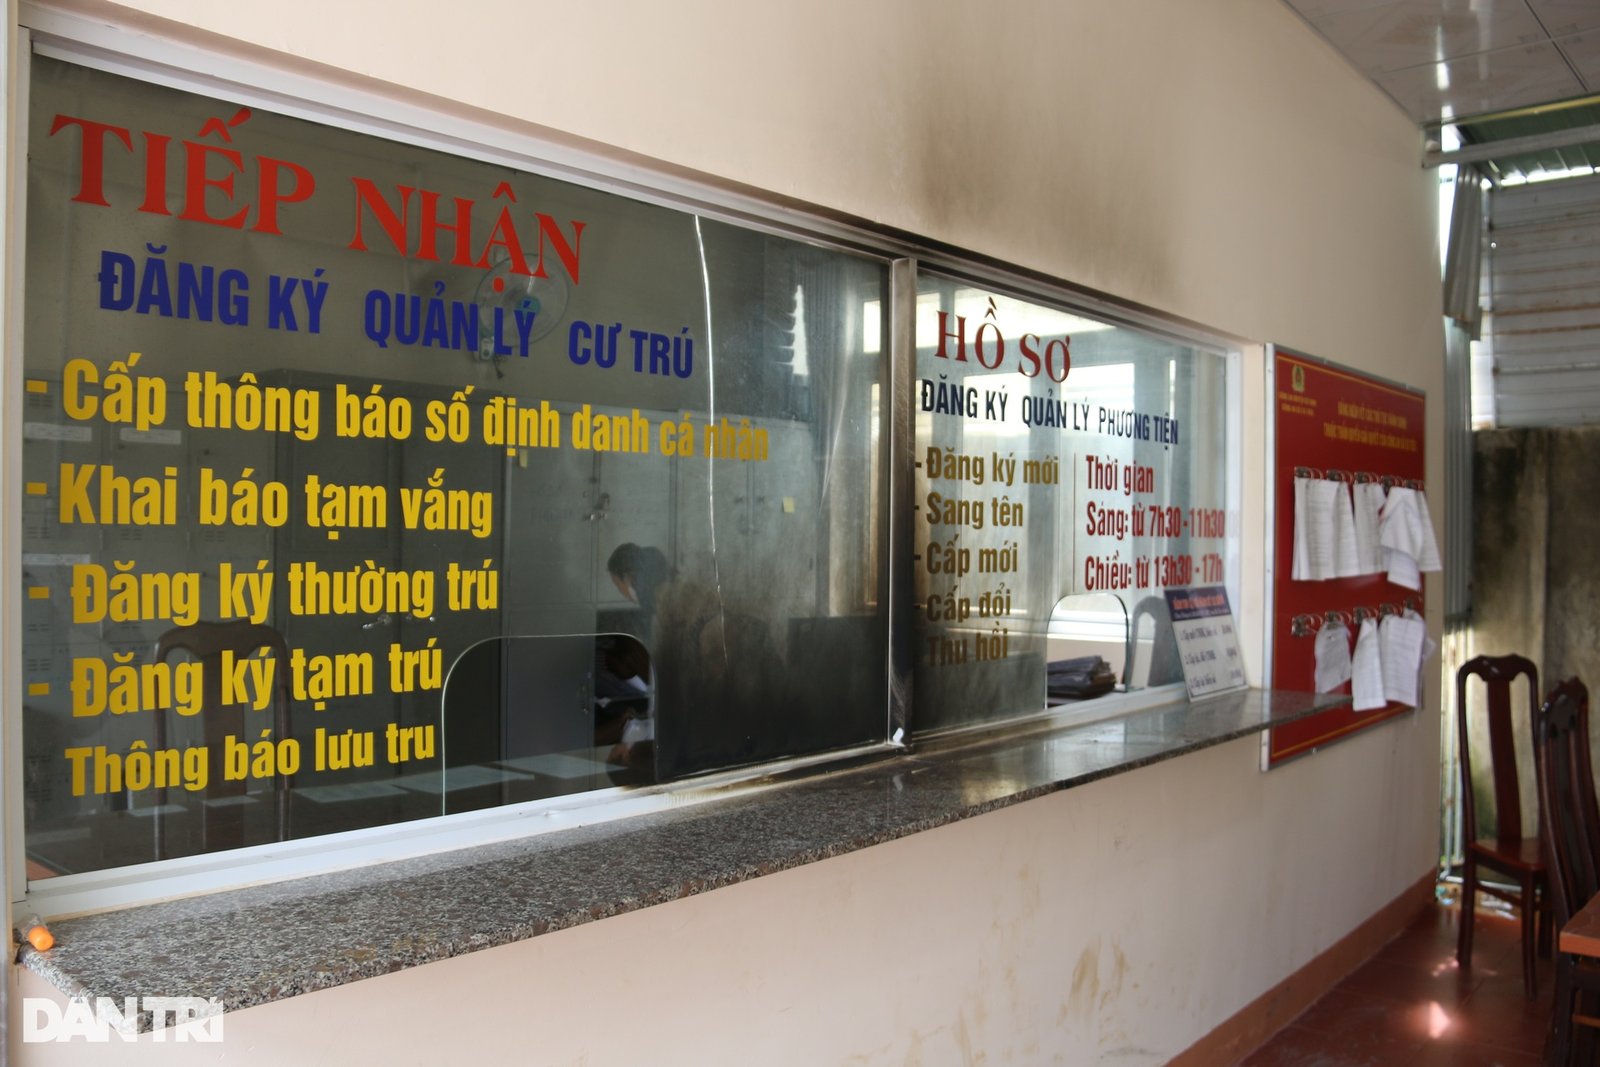 TIẾP NHẬN
ĐĂNG KÝ QUẢN LÝ CƯ TRÚ
- Cấp thông báo số định danh cá nhân
- Khai báo tạm vắng
- Đăng ký thường trú
- Đăng ký tạm trú
Thông báo lưu tru
HỒ SƠ
ĐĂNG KÝ QUẢN LÝ PHƯƠNG TIỆN
- Đăng ký mới
- Sang tên
- Cấp mới
- Cấp đổi
Thu hồi
Thời gian
Sáng: từ 7h30 - 11h30
Chiều: từ 13h30 - 17h
DÂN TRÍ